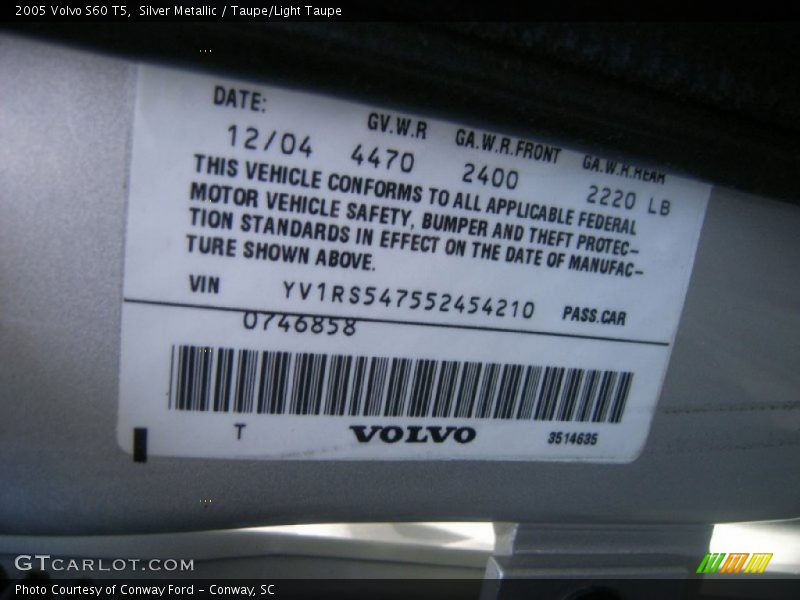 2005 Volvo S60 T5, Silver Metallic / Taupe/Light Taupe
DATE: GV.W.R GA.W.R.FRONT GA.W.R.REAR
12/04 4470 2400 2220 LB
THIS VEHICLE CONFORMS TO ALL APPLICABLE FEDERAL
MOTOR VEHICLE SAFETY, BUMPER AND THEFT PROTEC-
TION STANDARDS IN EFFECT ON THE DATE OF MANUFAC-
TURE SHOWN ABOVE.
VIN YV1RS547552454210 PASS.CAR
0746858
T VOLVO 3514635
GTCARLOT.COM
Photo Courtesy of Conway Ford - Conway, SC